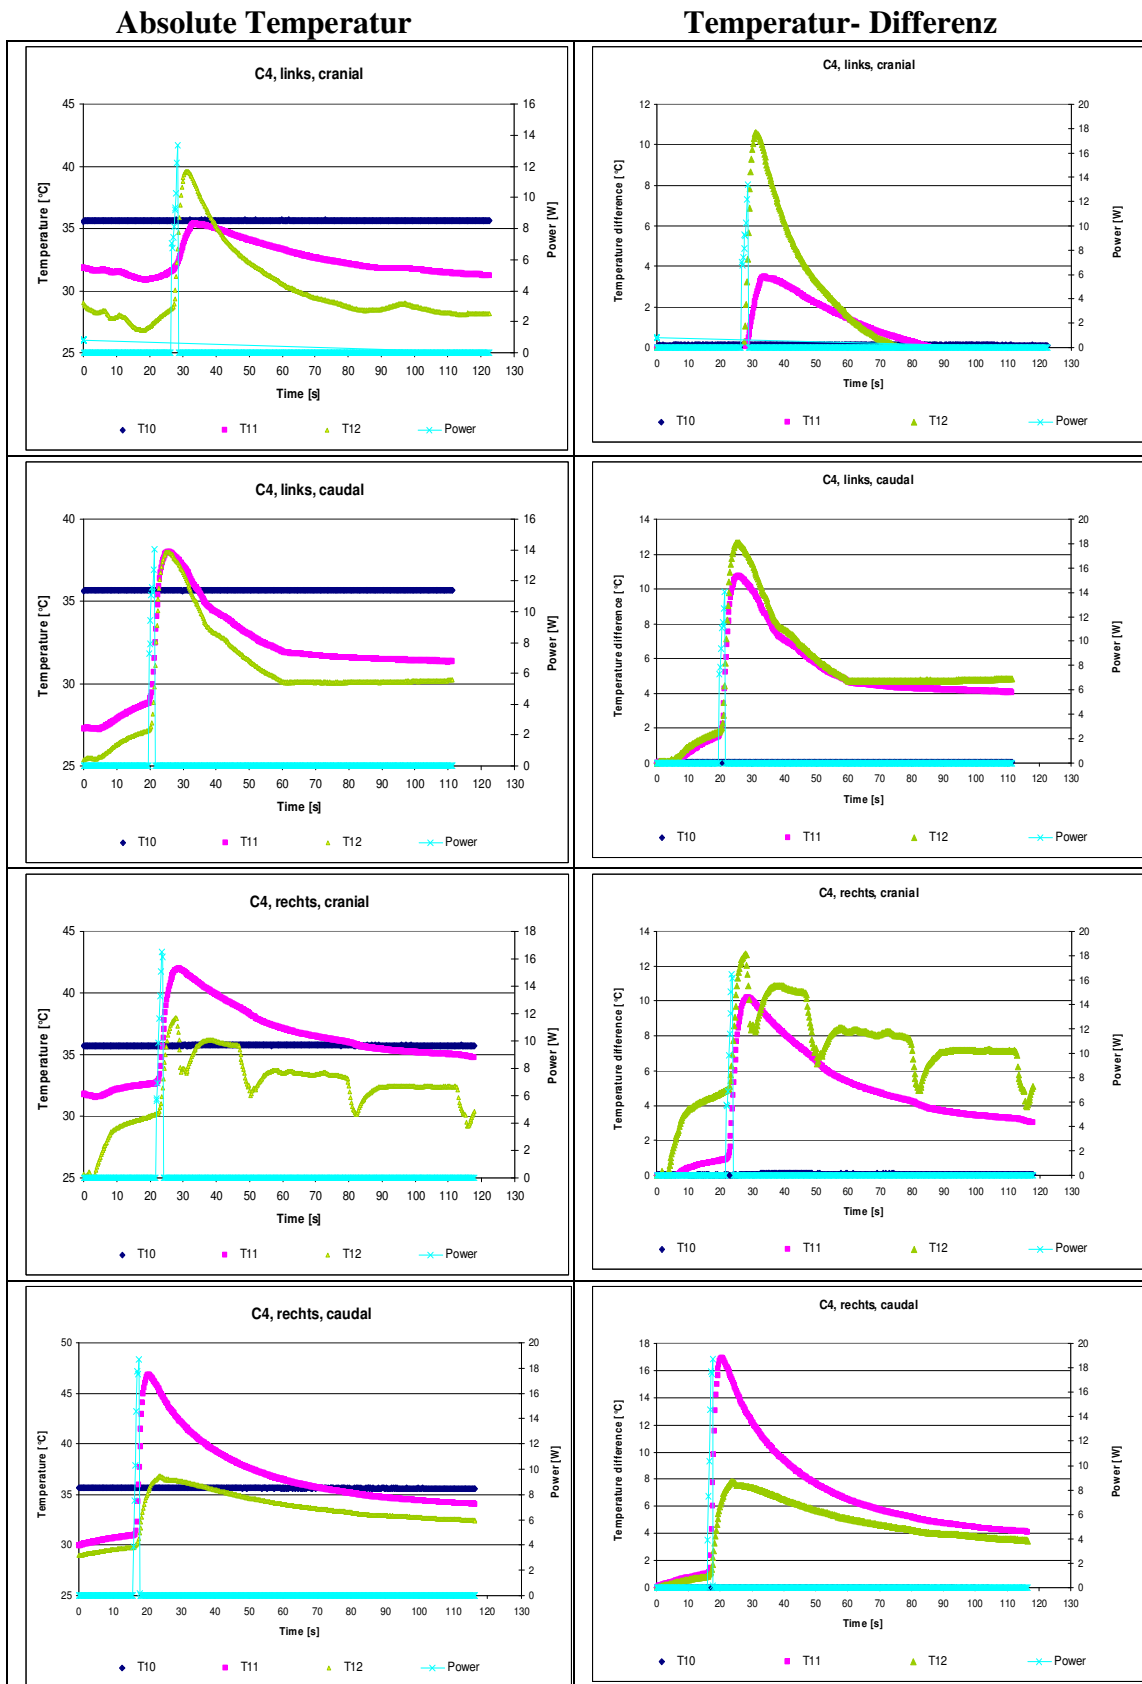 Absolute Temperatur
Temperatur- Differenz
C4, links, cranial
Temperature [°C]
45
40
35
30
25
16
14
12
10
8
6
4
2
0
Power [W]
0 10 20 30 40 50 60 70 80 90 100 110 120 130
Time [s]
T10 T11 T12 Power
C4, links, cranial
Temperature difference [°C]
12
10
8
6
4
2
0
20
18
16
14
12
10
8
6
4
2
0
Power [W]
0 10 20 30 40 50 60 70 80 90 100 110 120 130
Time [s]
T10 T11 T12 Power
C4, links, caudal
Temperature [°C]
40
35
30
25
16
14
12
10
8
6
4
2
0
Power [W]
0 10 20 30 40 50 60 70 80 90 100 110 120 130
Time [s]
T10 T11 T12 Power
C4, links, caudal
Temperature difference [°C]
14
12
10
8
6
4
2
0
20
18
16
14
12
10
8
6
4
2
0
Power [W]
0 10 20 30 40 50 60 70 80 90 100 110 120 130
Time [s]
T10 T11 T12 Power
C4, rechts, cranial
Temperature [°C]
45
40
35
30
25
18
16
14
12
10
8
6
4
2
0
Power [W]
0 10 20 30 40 50 60 70 80 90 100 110 120 130
Time [s]
T10 T11 T12 Power
C4, rechts, cranial
Temperature difference [°C]
14
12
10
8
6
4
2
0
20
18
16
14
12
10
8
6
4
2
0
Power [W]
0 10 20 30 40 50 60 70 80 90 100 110 120 130
Time [s]
T10 T11 T12 Power
C4, rechts, caudal
Temperature [°C]
50
45
40
35
30
25
20
18
16
14
12
10
8
6
4
2
0
Power [W]
0 10 20 30 40 50 60 70 80 90 100 110 120 130
Time [s]
T10 T11 T12 Power
C4, rechts, caudal
Temperature difference [°C]
18
16
14
12
10
8
6
4
2
0
20
18
16
14
12
10
8
6
4
2
0
Power [W]
0 10 20 30 40 50 60 70 80 90 100 110 120 130
Time [s]
T10 T11 T12 Power